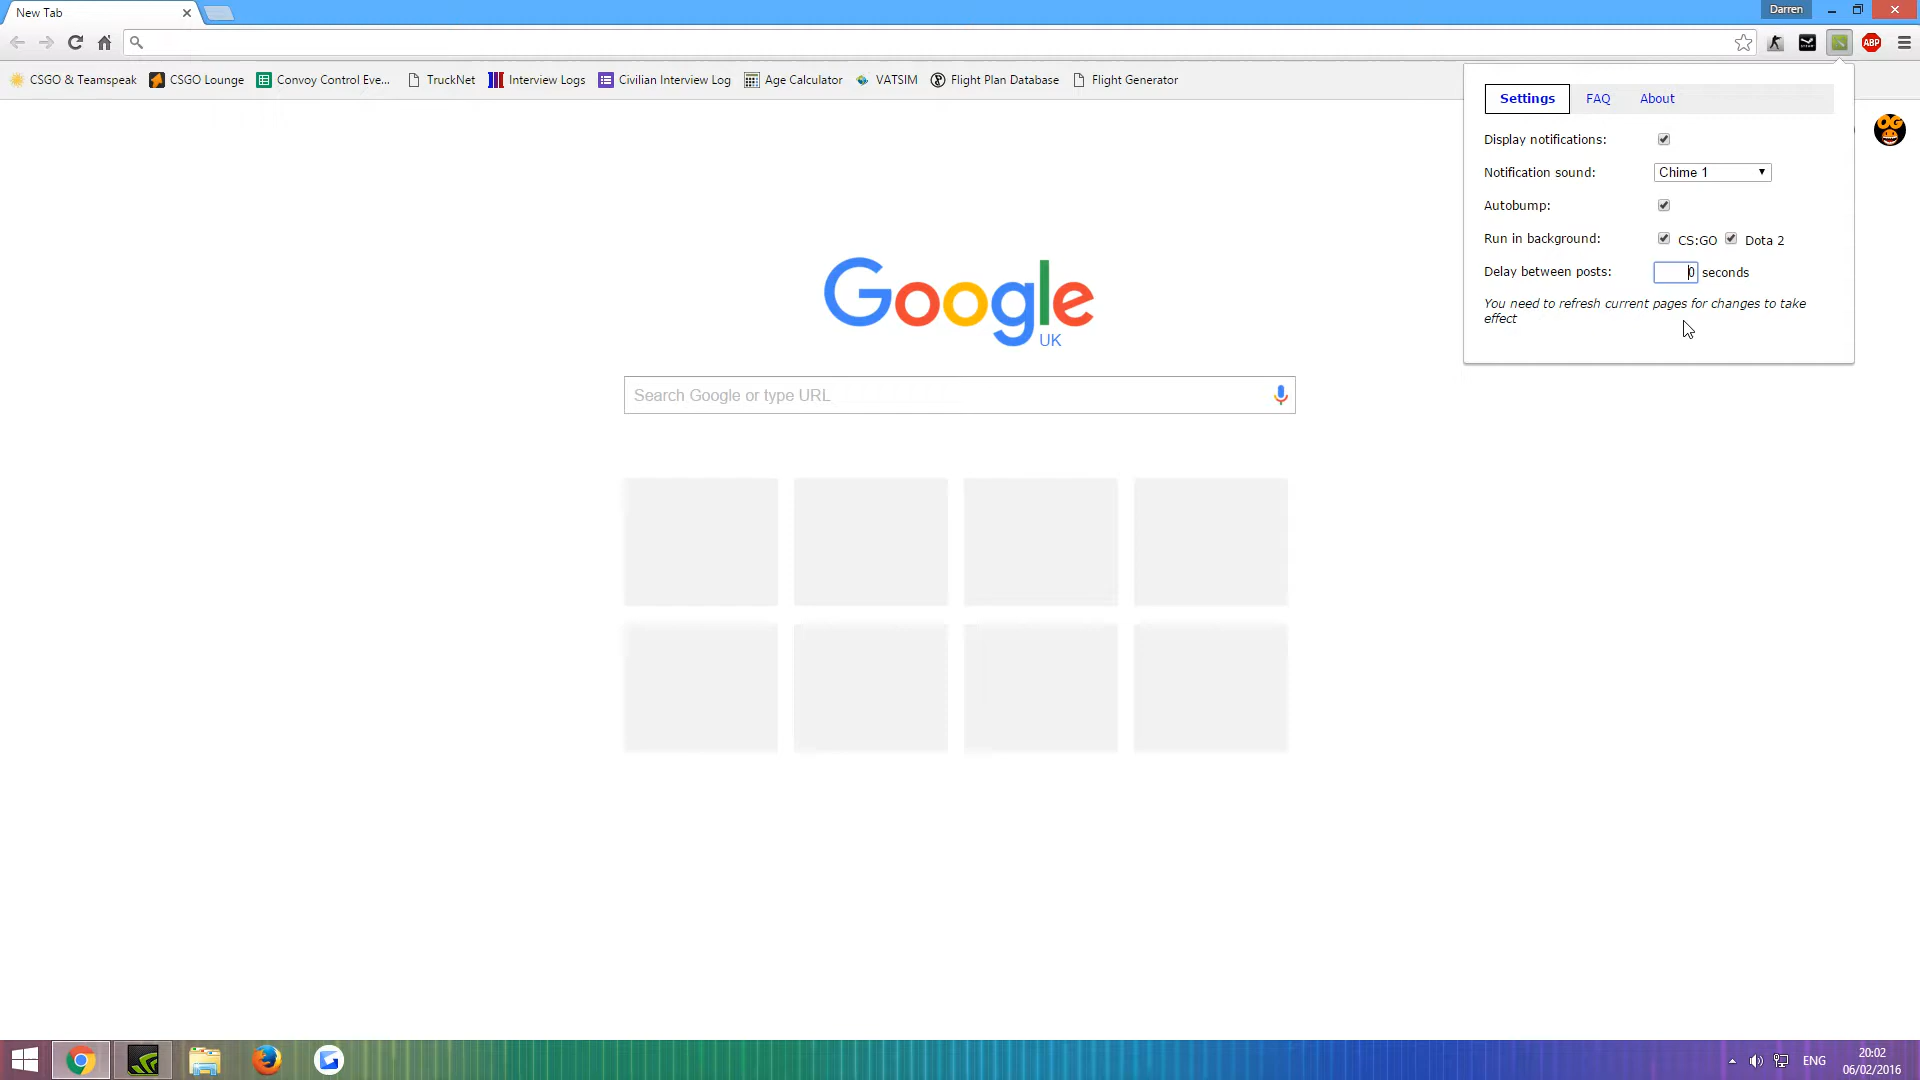 New Tab
Darren
CSGO & Teamspeak
CSGO Lounge
Convoy Control Eve...
TruckNet
Interview Logs
Civilian Interview Log
Age Calculator
VATSIM
Flight Plan Database
Flight Generator
ABP
Settings FAQ About
Display notifications:
Notification sound: Chime 1
Autobump:
Run in background: CS:GO Dota 2
Delay between posts: 0 seconds
You need to refresh current pages for changes to take
effect
OG
Google
UK
Search Google or type URL
ENG
20:02
06/02/2016